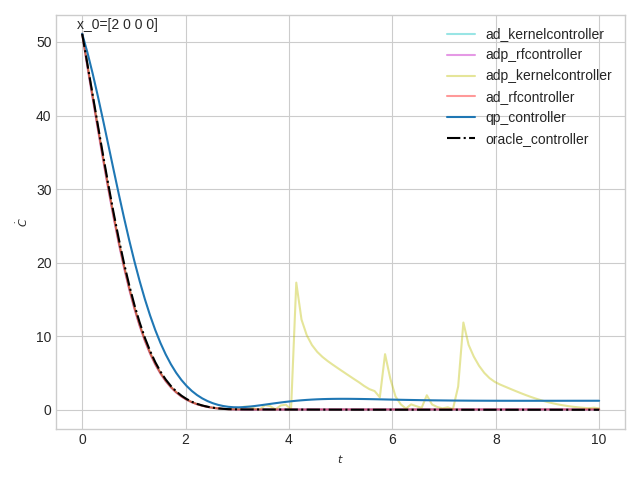 x_0=[2 0 0 0]
ad_kernelcontroller
adp_rfcontroller
adp_kernelcontroller
ad_rfcontroller
qp_controller
oracle_controller
50
40
30
20
10
0
Ċ
0 2 4 6 8 10
t